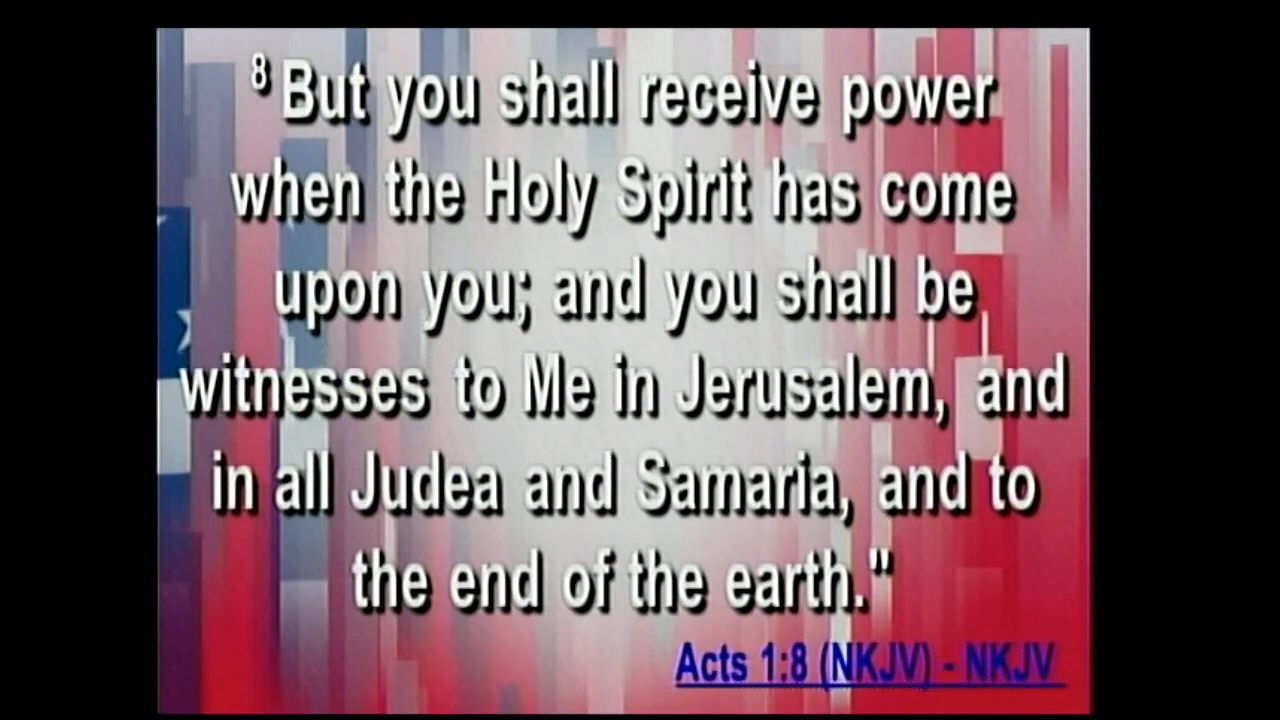 8 But you shall receive power
when the Holy Spirit has come
upon you; and you shall be
witnesses to Me in Jerusalem, and
in all Judea and Samaria, and to
the end of the earth."
Acts 1:8 (NKJV) - NKJV